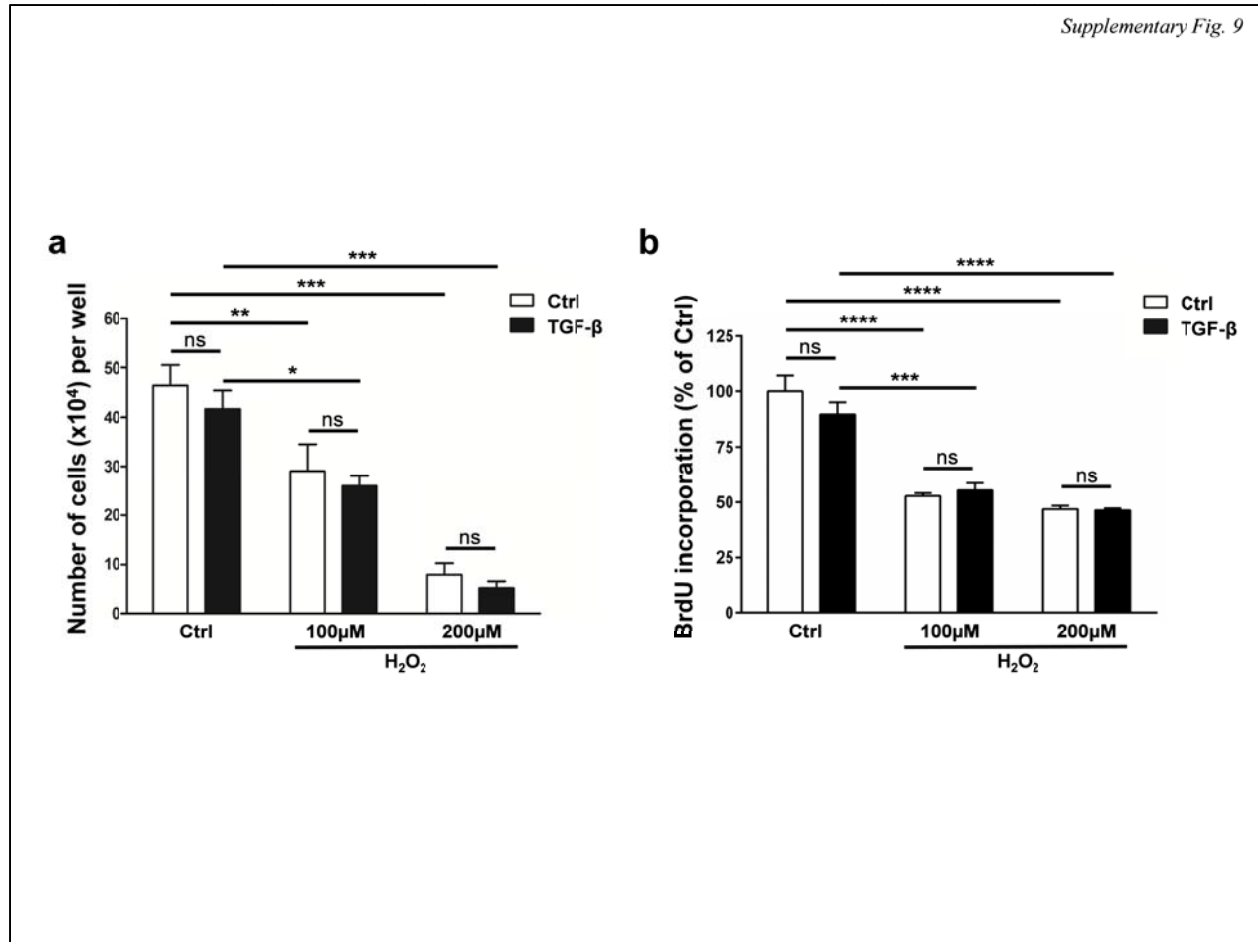 Supplementary Fig. 9
a
***
***
**
ns
*
ns
ns
Ctrl
TGF-β
Number of cells (x10⁴) per well
60
50
40
30
20
10
0
Ctrl
100µM
200µM
H₂O₂
b
****
****
****
ns
***
ns
ns
Ctrl
TGF-β
BrdU incorporation (% of Ctrl)
125
100
75
50
25
0
Ctrl
100µM
200µM
H₂O₂